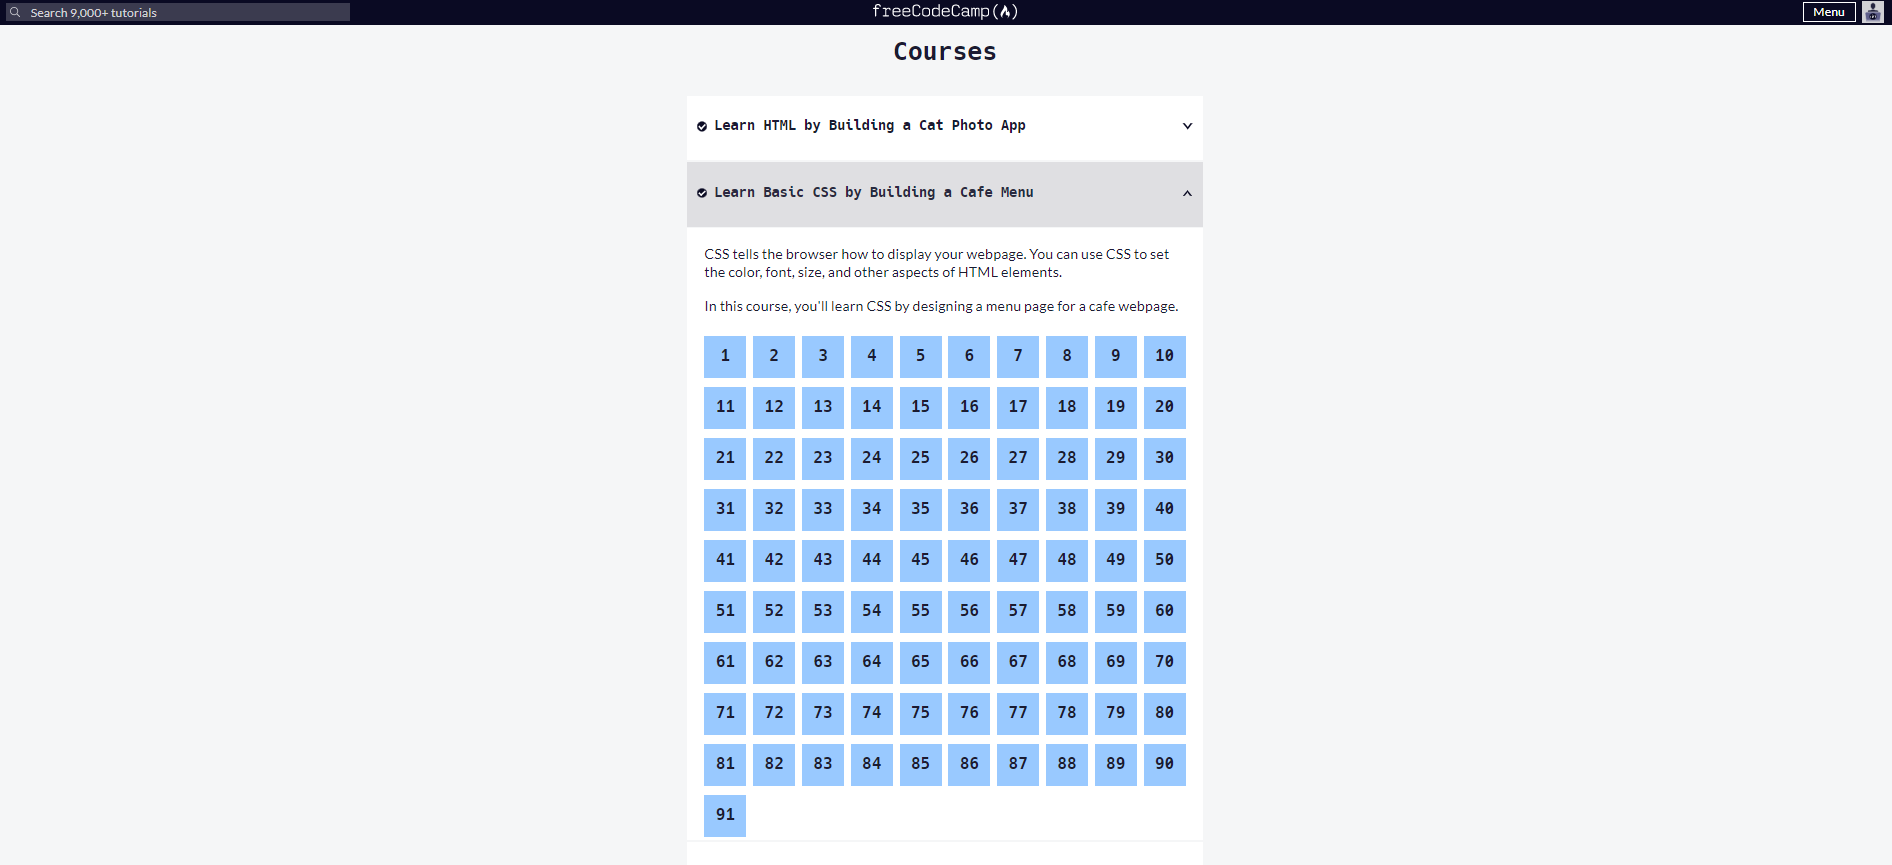 Search 9,000+ tutorials
freeCodeCamp
Menu
Courses
Learn HTML by Building a Cat Photo App
Learn Basic CSS by Building a Cafe Menu
CSS tells the browser how to display your webpage. You can use CSS to set
the color, font, size, and other aspects of HTML elements.
In this course, you'll learn CSS by designing a menu page for a cafe webpage.
1 2 3 4 5 6 7 8 9 10
11 12 13 14 15 16 17 18 19 20
21 22 23 24 25 26 27 28 29 30
31 32 33 34 35 36 37 38 39 40
41 42 43 44 45 46 47 48 49 50
51 52 53 54 55 56 57 58 59 60
61 62 63 64 65 66 67 68 69 70
71 72 73 74 75 76 77 78 79 80
81 82 83 84 85 86 87 88 89 90
91